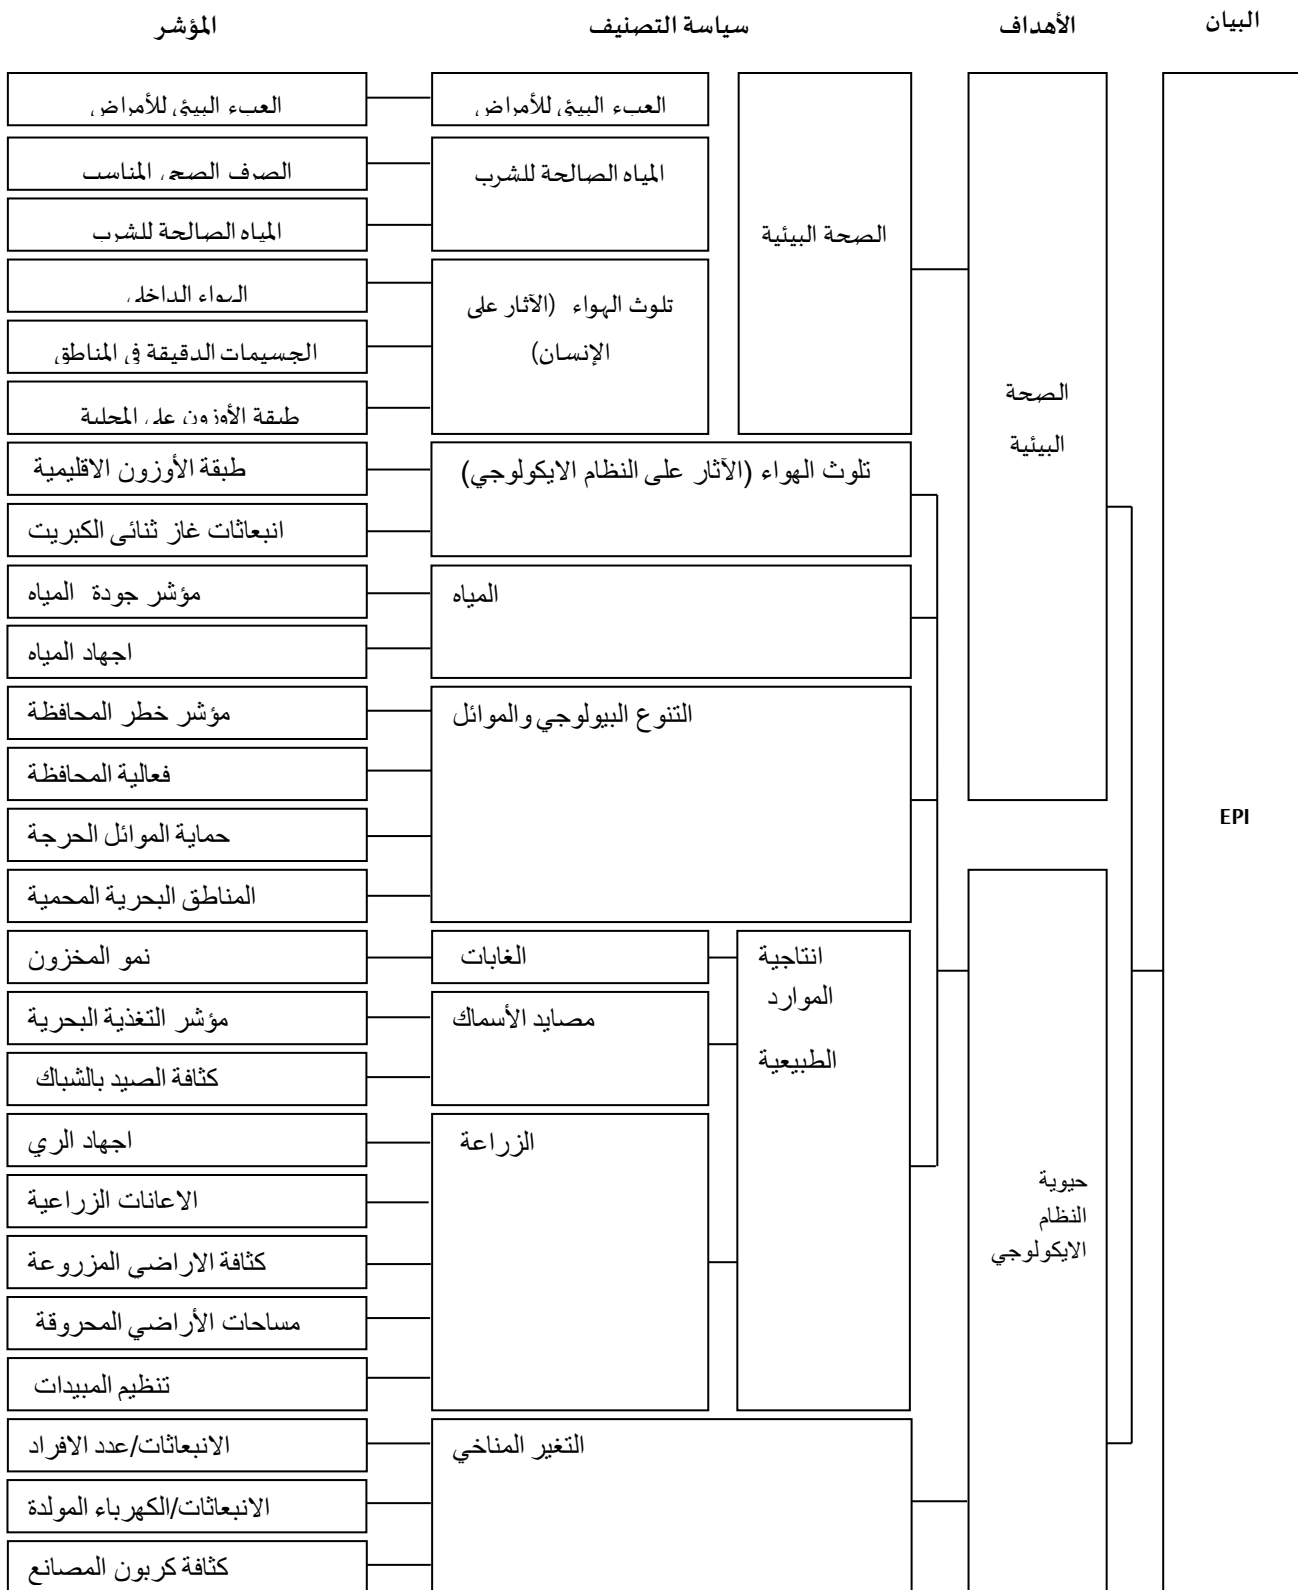 البيان
الأهداف
سياسة التصنيف
المؤشر
EPI
الصحة
البيئية
الصحة البيئية
العبء البيئي للأمراض
العبء البيئي للأمراض
المياه الصالحة للشرب
الصرف الصحي المناسب
المياه الصالحة للشرب
تلوث الهواء (الآثار على
الإنسان)
الهواء الداخلي
الجسيمات الدقيقة في المناطق
طبقة الأوزون على المحلية
تلوث الهواء (الآثار على النظام الايكولوجي)
طبقة الأوزون الاقليمية
انبعاثات غاز ثنائى الكبريت
المياه
مؤشر جودة المياه
اجهاد المياه
التنوع البيولوجي والموائل
مؤشر خطر المحافظة
فعالية المحافظة
حماية الموائل الحرجة
المناطق البحرية المحمية
حيوية
النظام
الايكولوجي
انتاجية
الموارد
الطبيعية
الغابات
نمو المخزون
مصايد الأسماك
مؤشر التغذية البحرية
كثافة الصيد بالشباك
الزراعة
اجهاد الري
الاعانات الزراعية
كثافة الاراضي المزروعة
مساحات الأراضي المحروقة
تنظيم المبيدات
التغير المناخي
الانبعاثات/عدد الافراد
الانبعاثات/الكهرباء المولدة
كثافة كربون المصانع